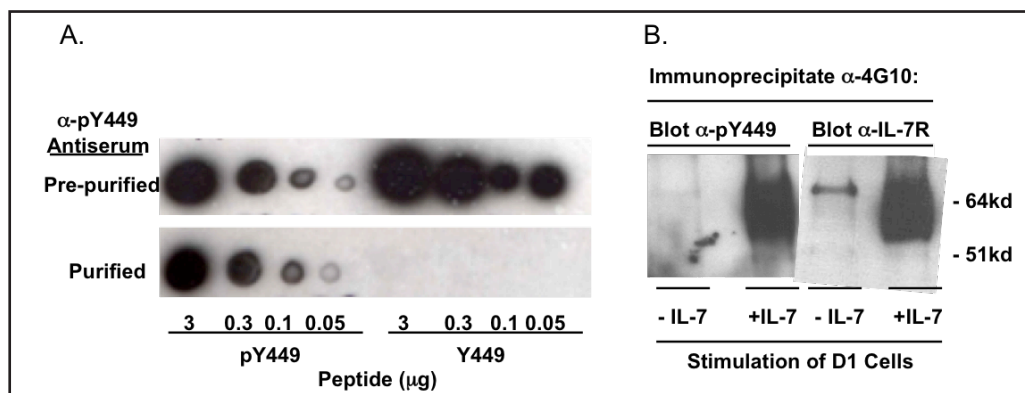 A.
α-pY449
Antiserum
Pre-purified
Purified
3 0.3 0.1 0.05 3 0.3 0.1 0.05
pY449 Y449
Peptide (μg)
B.
Immunoprecipitate α-4G10:
Blot α-pY449 Blot α-IL-7R
- 64kd
- 51kd
- IL-7 +IL-7 - IL-7 +IL-7
Stimulation of D1 Cells